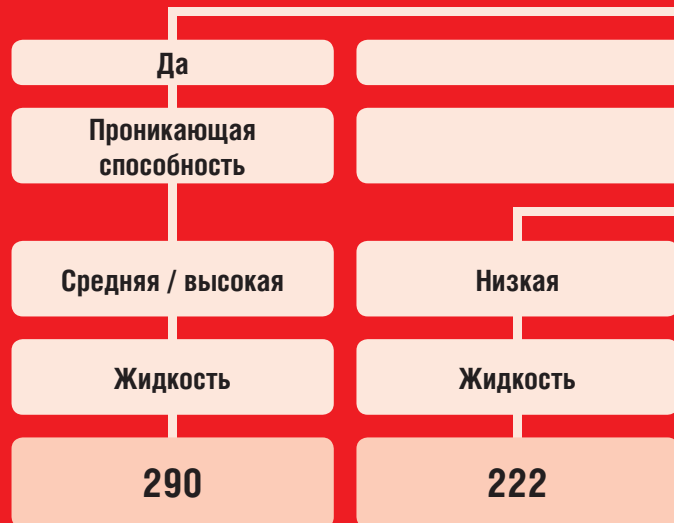 Да
Проникающая
способность
Средняя / высокая
Низкая
Жидкость
Жидкость
290
222